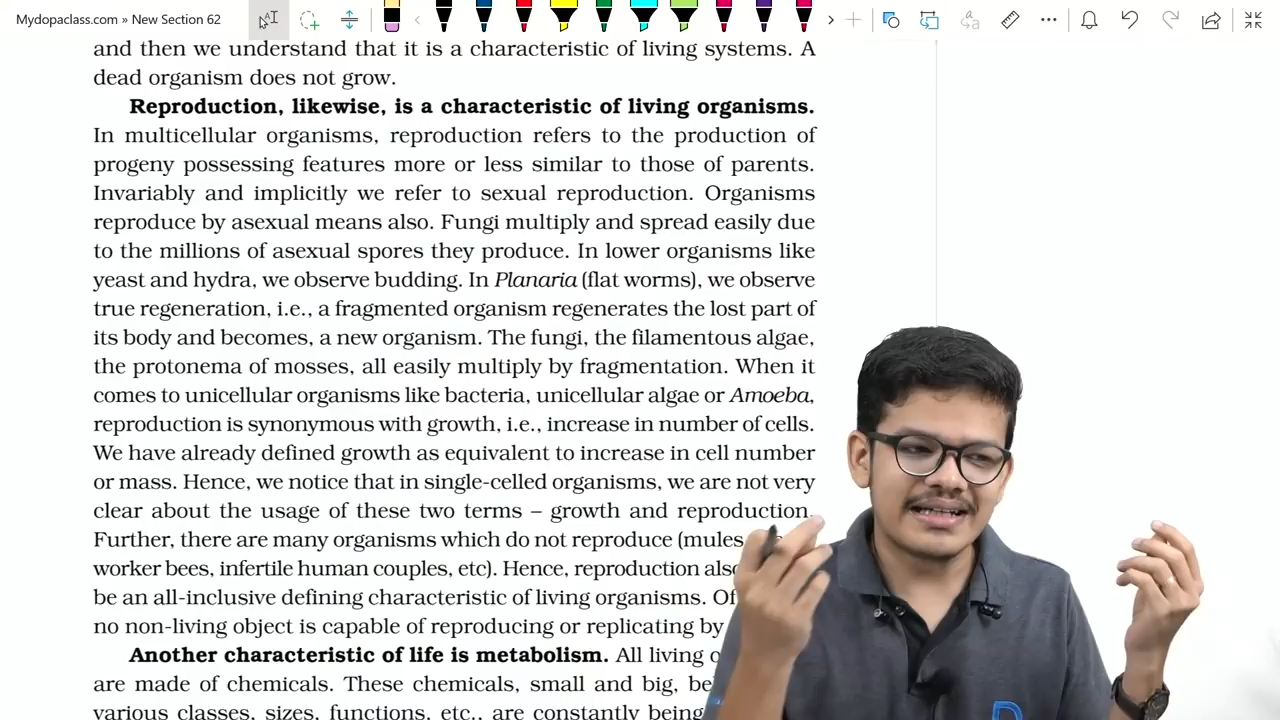 Mydopaclass.com » New Section 62
and then we understand that it is a characteristic of living systems. A
dead organism does not grow.
Reproduction, likewise, is a characteristic of living organisms.
In multicellular organisms, reproduction refers to the production of
progeny possessing features more or less similar to those of parents.
Invariably and implicitly we refer to sexual reproduction. Organisms
reproduce by asexual means also. Fungi multiply and spread easily due
to the millions of asexual spores they produce. In lower organisms like
yeast and hydra, we observe budding. In Planaria (flat worms), we observe
true regeneration, i.e., a fragmented organism regenerates the lost part of
its body and becomes, a new organism. The fungi, the filamentous algae,
the protonema of mosses, all easily multiply by fragmentation. When it
comes to unicellular organisms like bacteria, unicellular algae or Amoeba,
reproduction is synonymous with growth, i.e., increase in number of cells.
We have already defined growth as equivalent to increase in cell number
or mass. Hence, we notice that in single-celled organisms, we are not very
clear about the usage of these two terms – growth and reproduction.
Further, there are many organisms which do not reproduce (mules,
worker bees, infertile human couples, etc). Hence, reproduction also
be an all-inclusive defining characteristic of living organisms. Of
no non-living object is capable of reproducing or replicating by
Another characteristic of life is metabolism. All living
are made of chemicals. These chemicals, small and big,
various classes, sizes, functions, etc., are constantly being